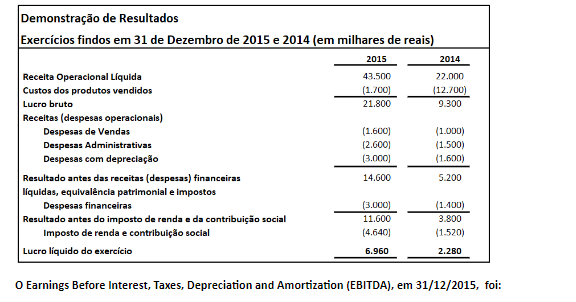 Demonstração de Resultados
Exercícios findos em 31 de Dezembro de 2015 e 2014 (em milhares de reais)
2015 2014
Receita Operacional Líquida 43.500 22.000
Custos dos produtos vendidos (1.700) (12.700)
Lucro bruto 21.800 9.300
Receitas (despesas operacionais)
Despesas de Vendas (1.600) (1.000)
Despesas Administrativas (2.600) (1.500)
Despesas com depreciação (3.000) (1.600)
Resultado antes das receitas (despesas) financeiras 14.600 5.200
líquidas, equivalência patrimonial e impostos
Despesas financeiras (3.000) (1.400)
Resultado antes do imposto de renda e da contribuição social 11.600 3.800
Imposto de renda e contribuição social (4.640) (1.520)
Lucro líquido do exercício 6.960 2.280
O Earnings Before Interest, Taxes, Depreciation and Amortization (EBITDA), em 31/12/2015, foi: